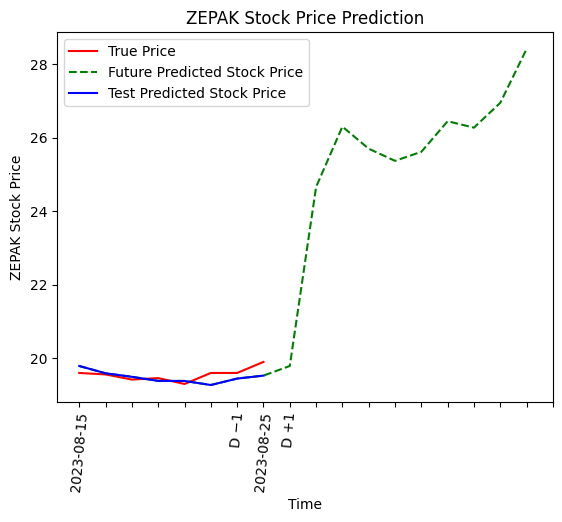 ZEPAK Stock Price Prediction
True Price
Future Predicted Stock Price
Test Predicted Stock Price
ZEPAK Stock Price
28
26
24
22
20
2023-08-15
D −1
2023-08-25
D +1
Time